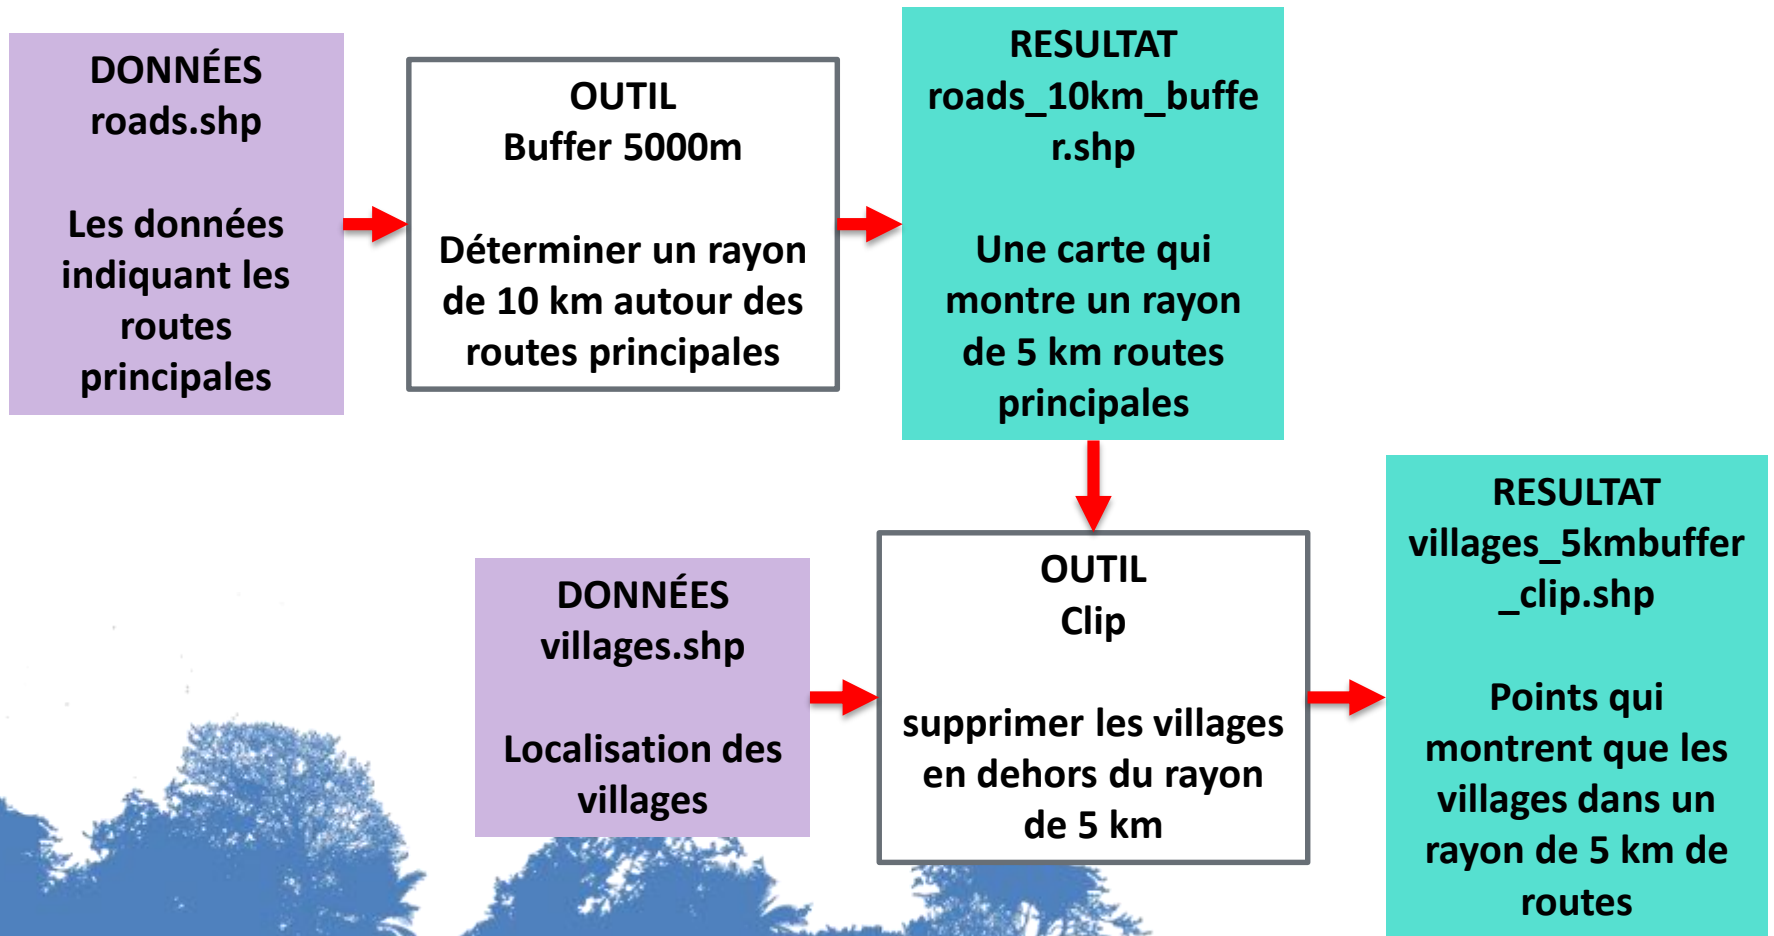 DONNÉES
roads.shp
Les données
indiquant les
routes
principales
OUTIL
Buffer 5000m
Déterminer un rayon
de 10 km autour des
routes principales
RESULTAT
roads_10km_buffe
r.shp
Une carte qui
montre un rayon
de 5 km routes
principales
DONNÉES
villages.shp
Localisation des
villages
OUTIL
Clip
supprimer les villages
en dehors du rayon
de 5 km
RESULTAT
villages_5kmbuffer
_clip.shp
Points qui
montrent que les
villages dans un
rayon de 5 km de
routes